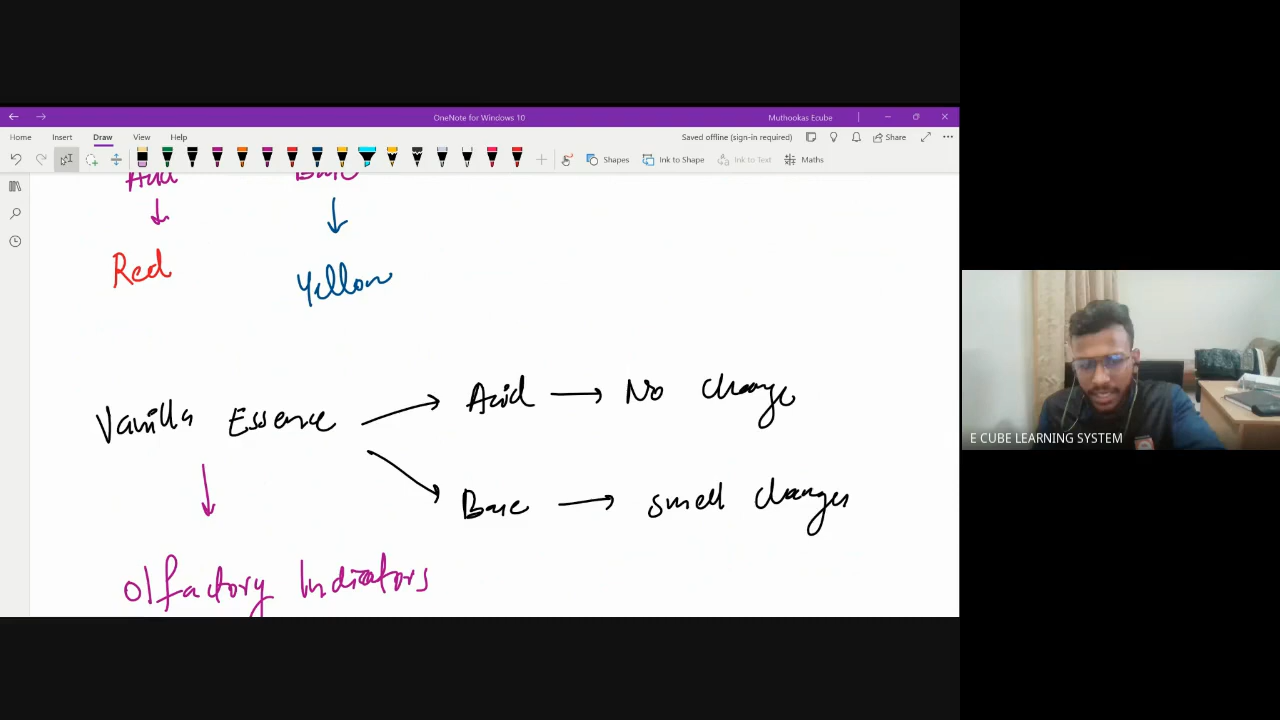 OneNote for Windows 10
Muthookas Ecube
Home Insert Draw View Help
Saved offline (sign-in required)
Share
Shapes
Ink to Shape
Ink to Text
Maths
Acid Base
Red Yellow
Vanilla Essence
Acid → No change
Base → smell changes
Olfactory Indicators
E CUBE LEARNING SYSTEM